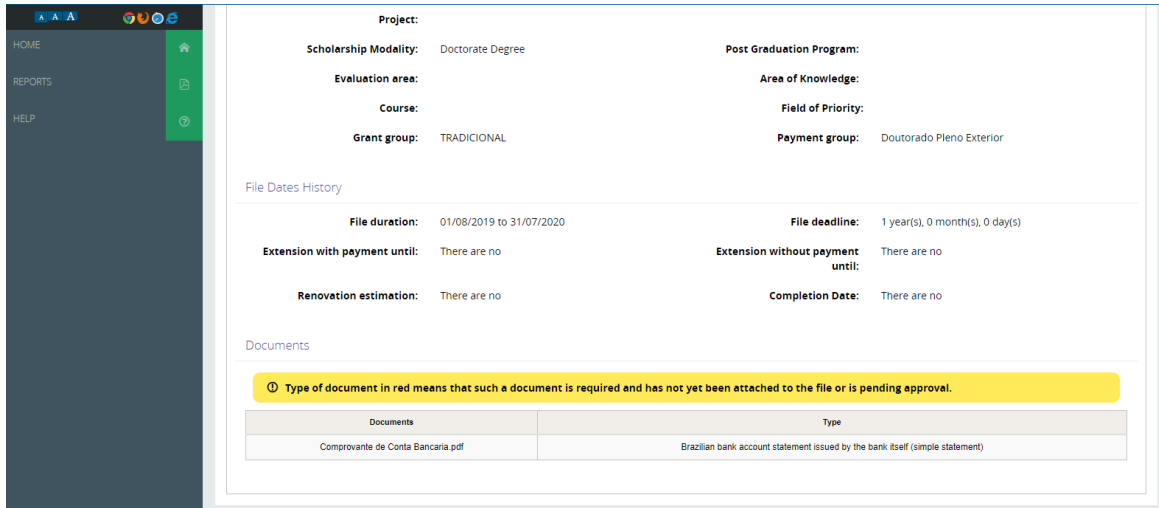 A A A
HOME
REPORTS
HELP
Project:
Scholarship Modality: Doctorate Degree Post Graduation Program:
Evaluation area: Area of Knowledge:
Course: Field of Priority:
Grant group: TRADICIONAL Payment group: Doutorado Pleno Exterior
File Dates History
File duration: 01/08/2019 to 31/07/2020 File deadline: 1 year(s), 0 month(s), 0 day(s)
Extension with payment until: There are no Extension without payment until: There are no
Renovation estimation: There are no Completion Date: There are no
Documents
Type of document in red means that such a document is required and has not yet been attached to the file or is pending approval.
Documents Type
Comprovante de Conta Bancaria.pdf Brazilian bank account statement issued by the bank itself (simple statement)